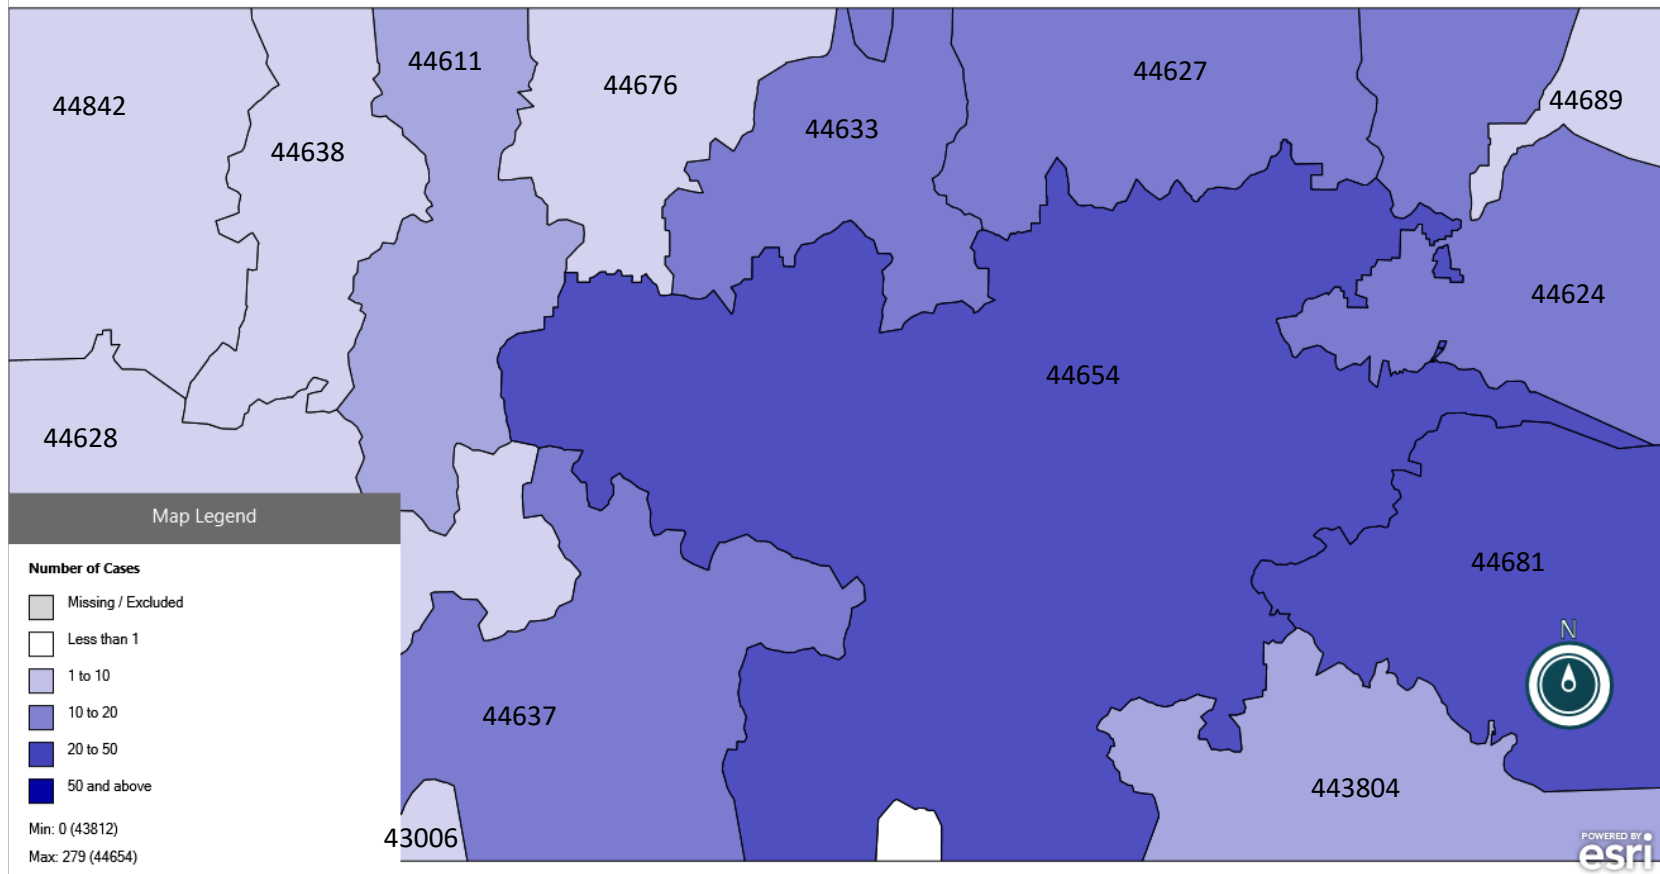 44611
44676
44627
44842
44689
44633
44638
44624
44654
44628
Map Legend
Number of Cases
Missing / Excluded
Less than 1
1 to 10
10 to 20
20 to 50
50 and above
Min: 0 (43812)
Max: 279 (44654)
44681
N
44637
443804
43006
POWERED BY
esri